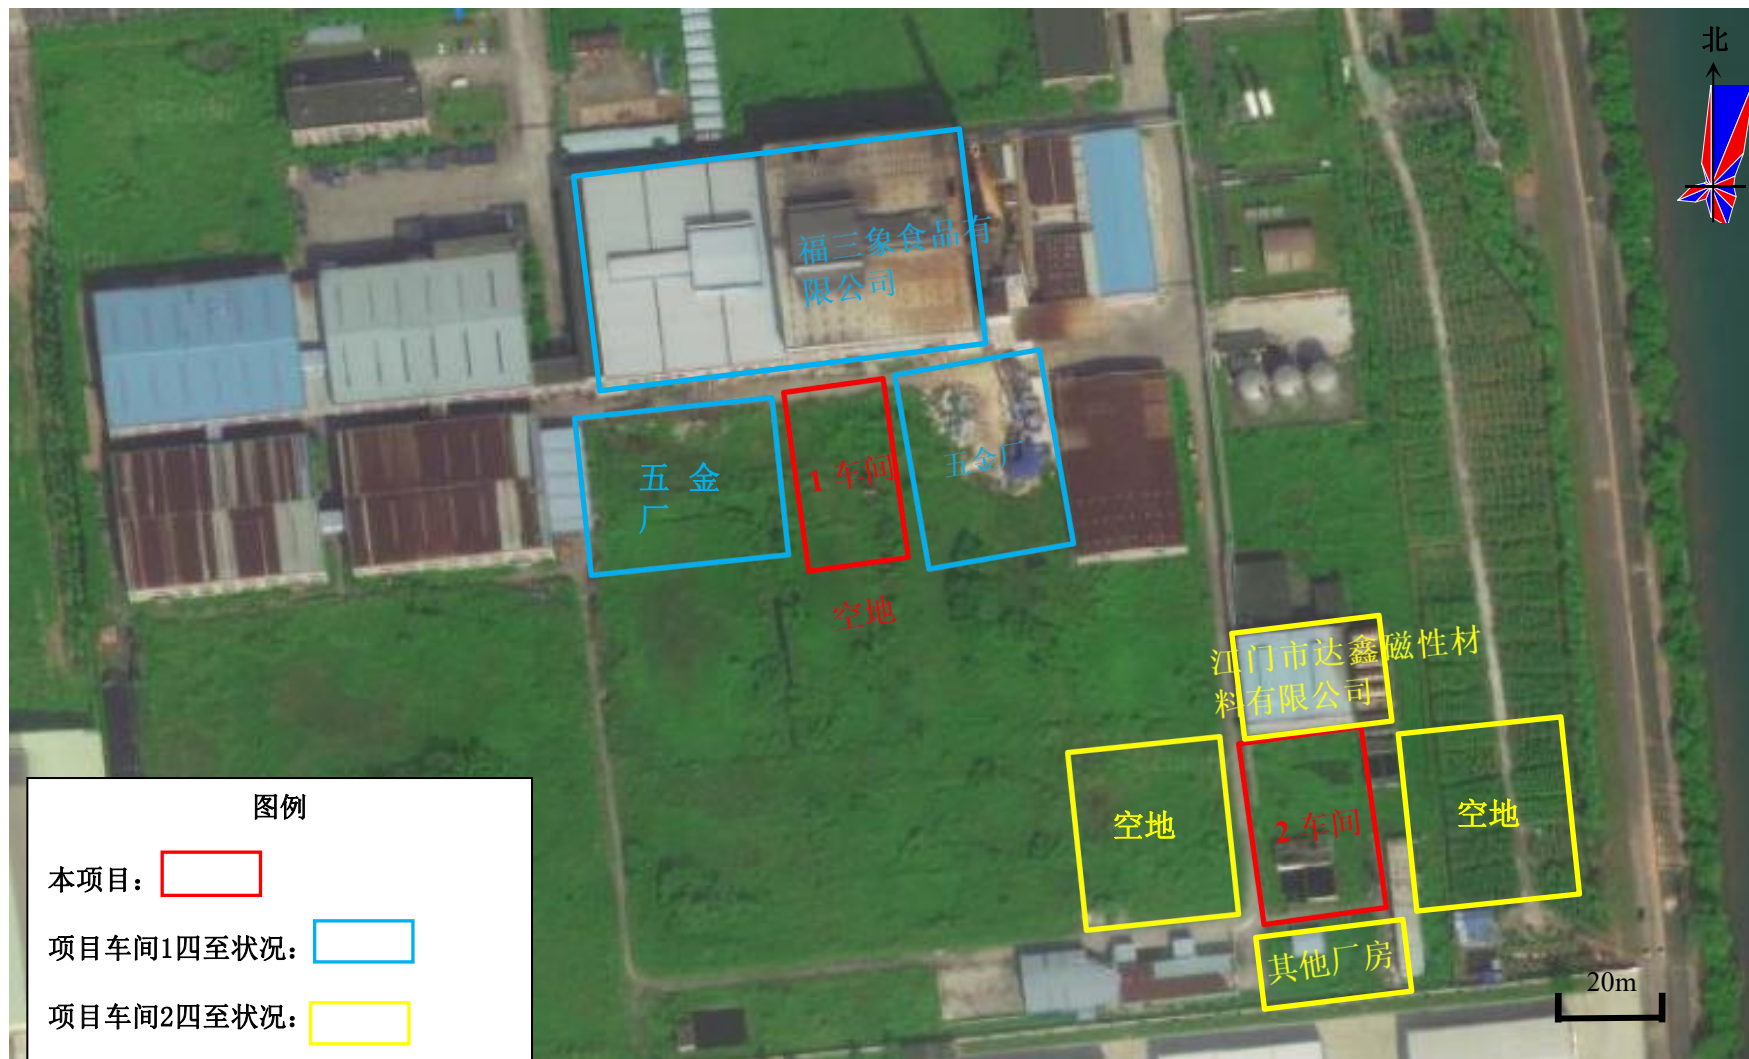 北
福三象食品有
限公司
五 金
厂
1 车间
五金厂
空地
江门市达鑫磁性材
料有限公司
空地
2 车间
空地
其他厂房
20m
图例
本项目：
项目车间1四至状况：
项目车间2四至状况：